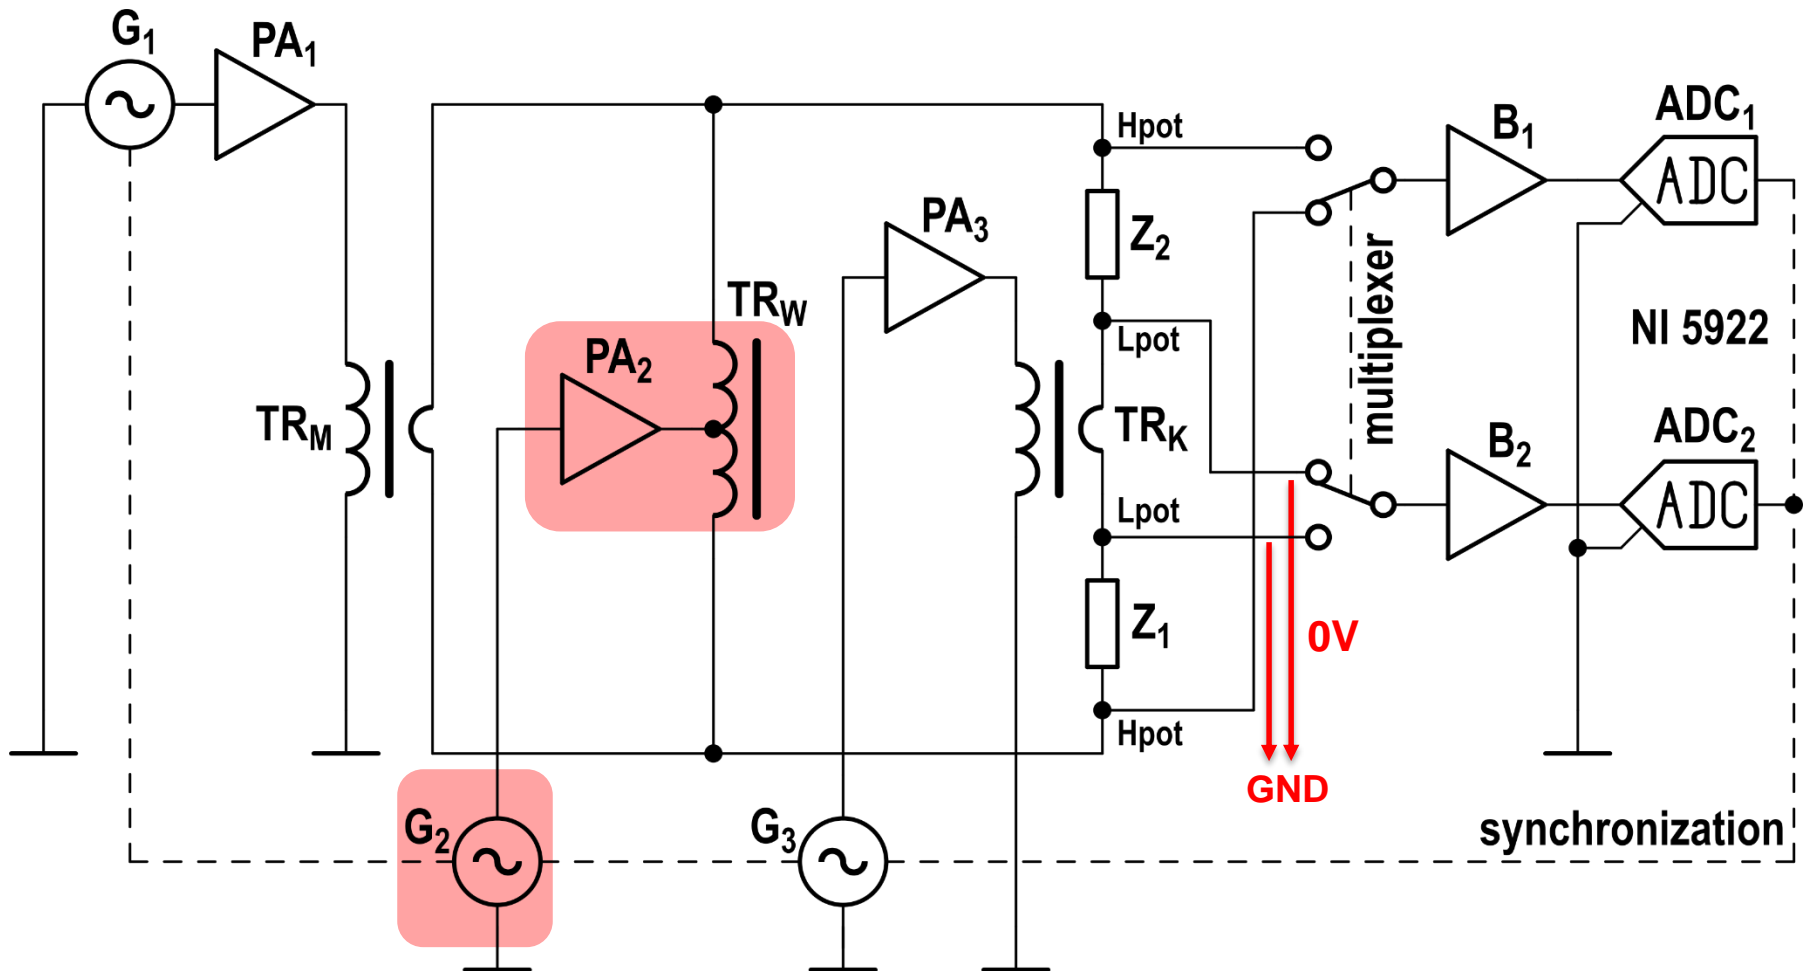 G1
PA1
ADC1
Hpot
B1
ADC
PA3
Z2
TRW
multiplexer
NI 5922
PA2
Lpot
TRM
TRK
B2
ADC2
ADC
Lpot
Z1
0V
Hpot
GND
G2
G3
synchronization